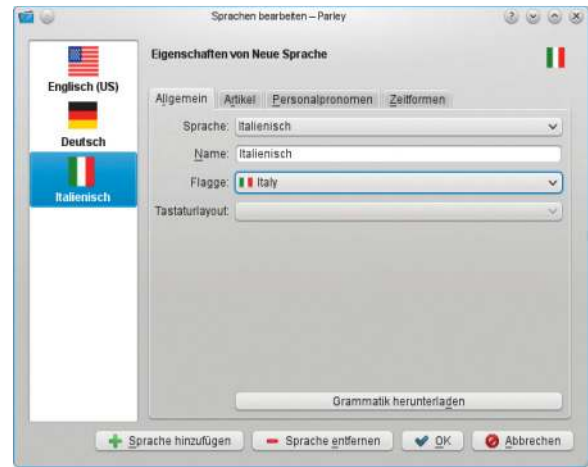 Sprachen bearbeiten – Parley
Englisch (US)
Deutsch
Italienisch
Eigenschaften von Neue Sprache
Allgemein Artikel Personalpronomen Zeitformen
Sprache: Italienisch
Name: Italienisch
Flagge: Italy
Tastaturlayout:
Grammatik herunterladen
Sprache hinzufügen Sprache entfernen OK Abbrechen